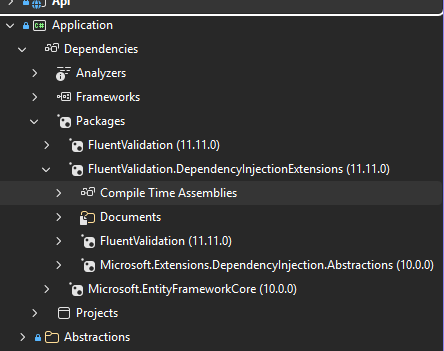 Api
Application
Dependencies
Analyzers
Frameworks
Packages
FluentValidation (11.11.0)
FluentValidation.DependencyInjectionExtensions (11.11.0)
Compile Time Assemblies
Documents
FluentValidation (11.11.0)
Microsoft.Extensions.DependencyInjection.Abstractions (10.0.0)
Microsoft.EntityFrameworkCore (10.0.0)
Projects
Abstractions